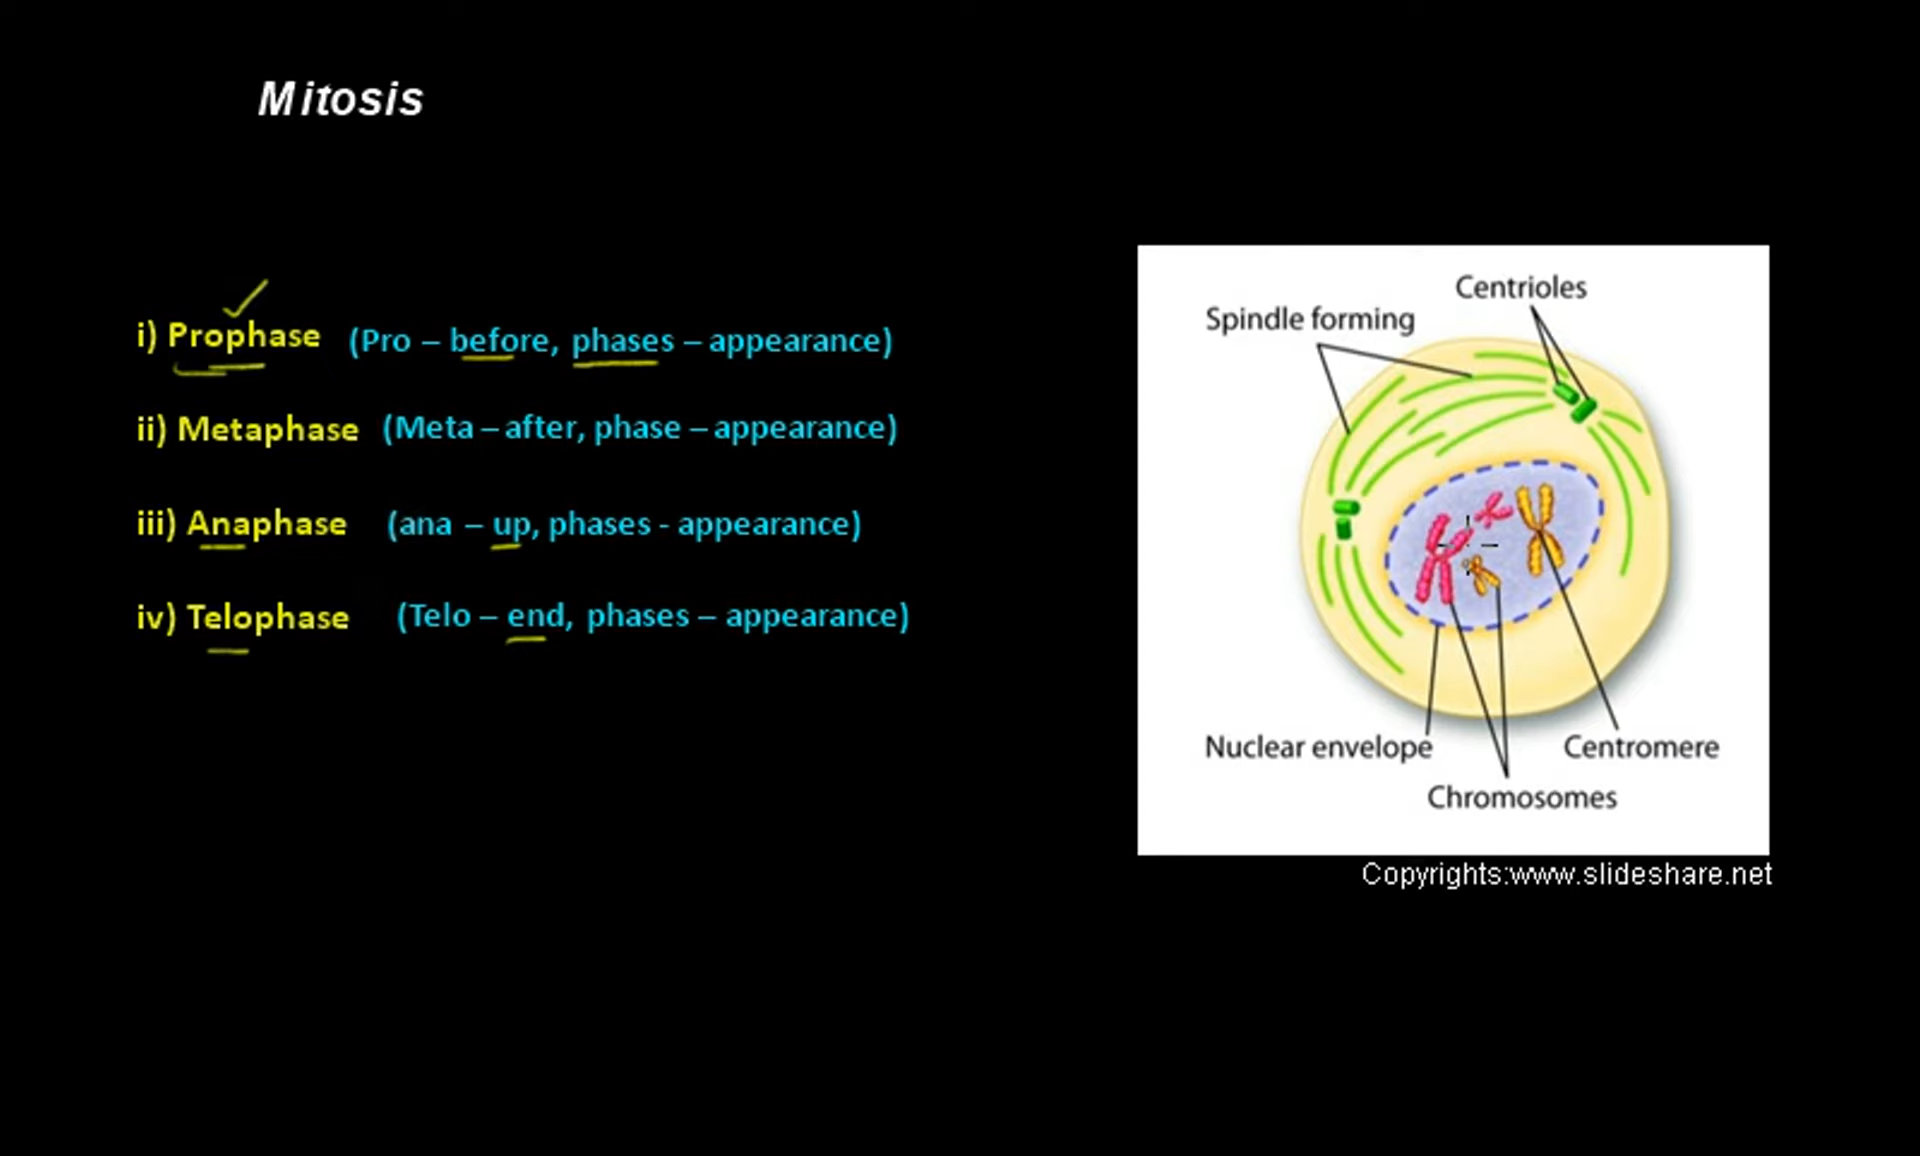 Mitosis
i) Prophase (Pro – before, phases – appearance)
ii) Metaphase (Meta – after, phase – appearance)
iii) Anaphase (ana – up, phases - appearance)
iv) Telophase (Telo – end, phases – appearance)
Centrioles
Spindle forming
Nuclear envelope
Centromere
Chromosomes
Copyrights:www.slideshare.net